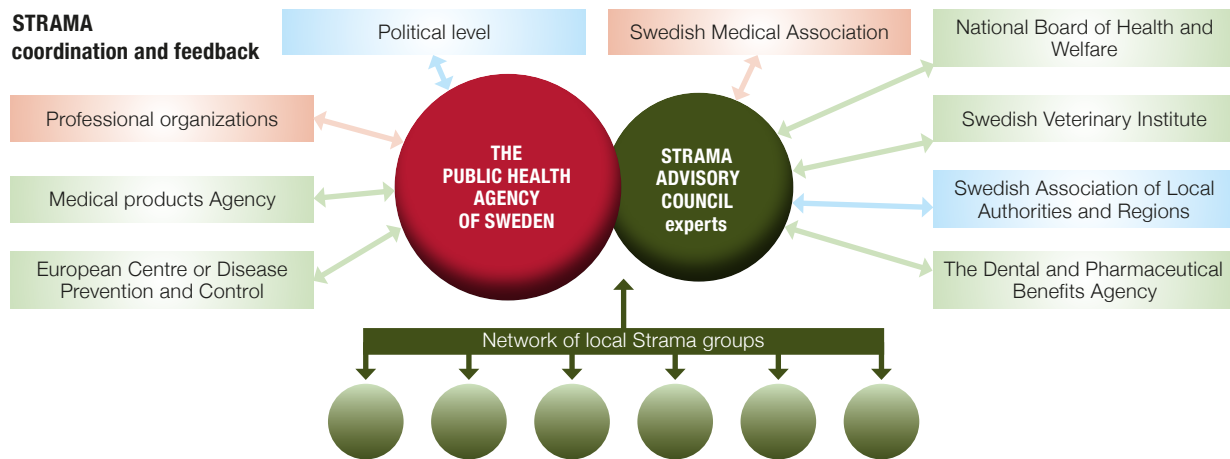 STRAMA
coordination and feedback
Political level
Swedish Medical Association
National Board of Health and
Welfare
Professional organizations
Swedish Veterinary Institute
Medical products Agency
Swedish Association of Local
Authorities and Regions
European Centre or Disease
Prevention and Control
The Dental and Pharmaceutical
Benefits Agency
THE
PUBLIC HEALTH
AGENCY
OF SWEDEN
STRAMA
ADVISORY
COUNCIL
experts
Network of local Strama groups